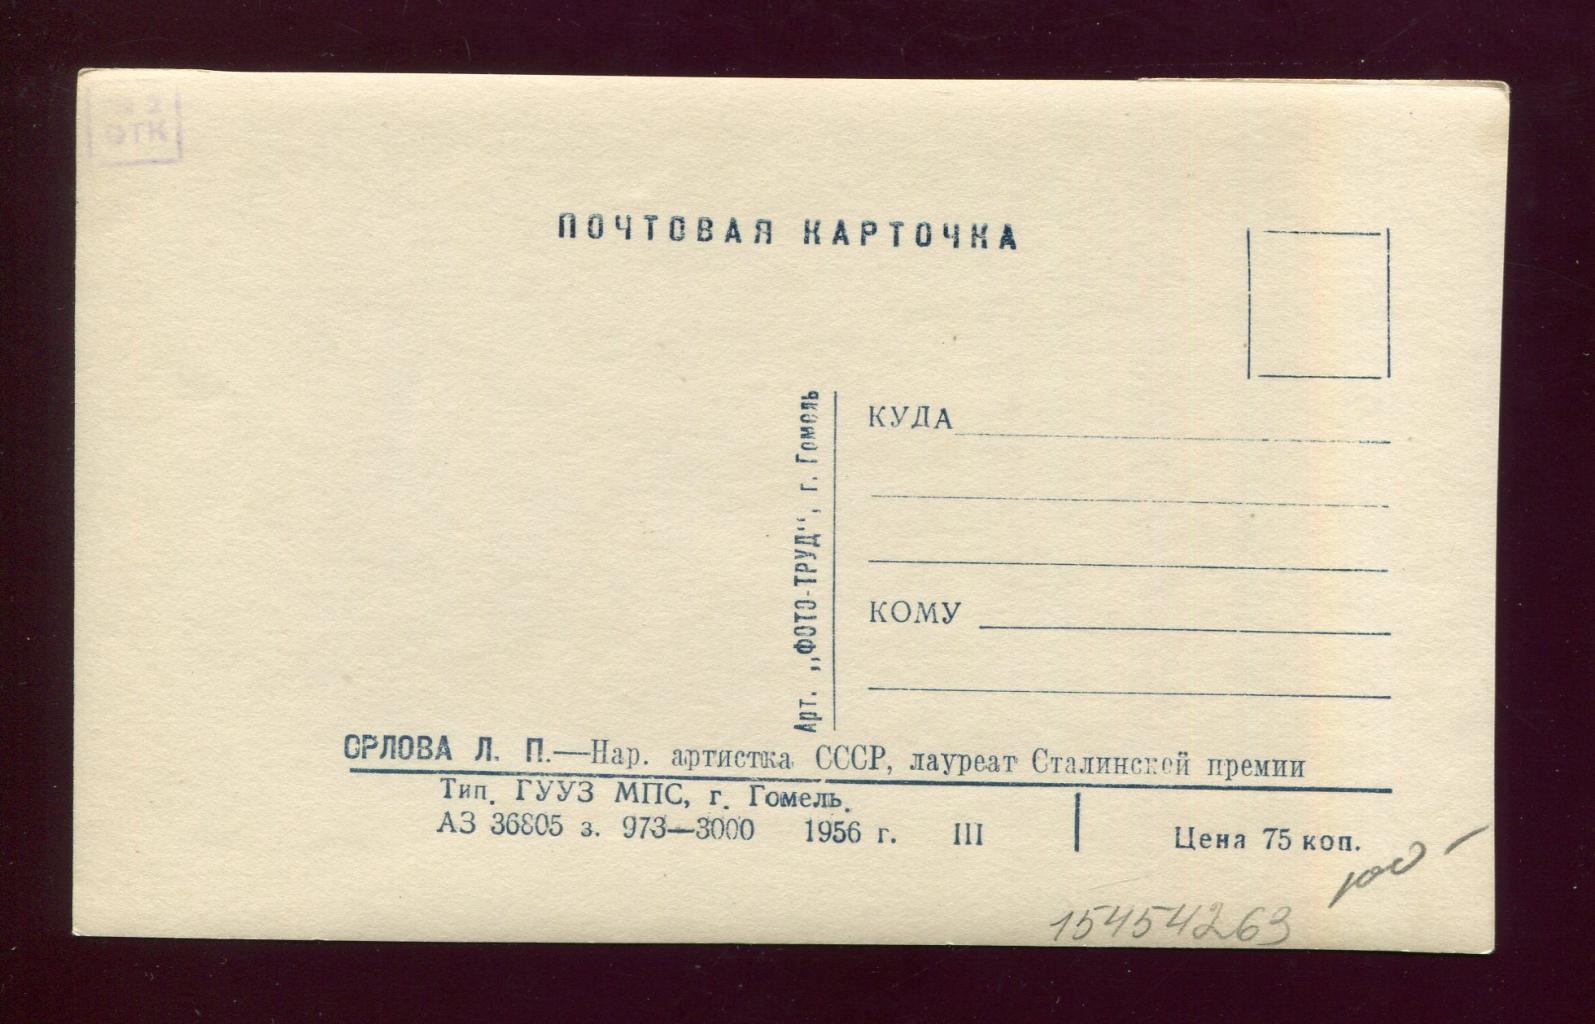 ОТК
ПОЧТОВАЯ КАРТОЧКА
КУДА
КОМУ
Арт. „ФОТО-ТРУД“, г. Гомель
ОРЛОВА Л. П.—Нар. артистка СССР, лауреат Сталинской премии
Тип. ГУУЗ МПС, г. Гомель.
АЗ 36805 з. 973—3000 1956 г. III
Цена 75 коп.
100 -
15454263